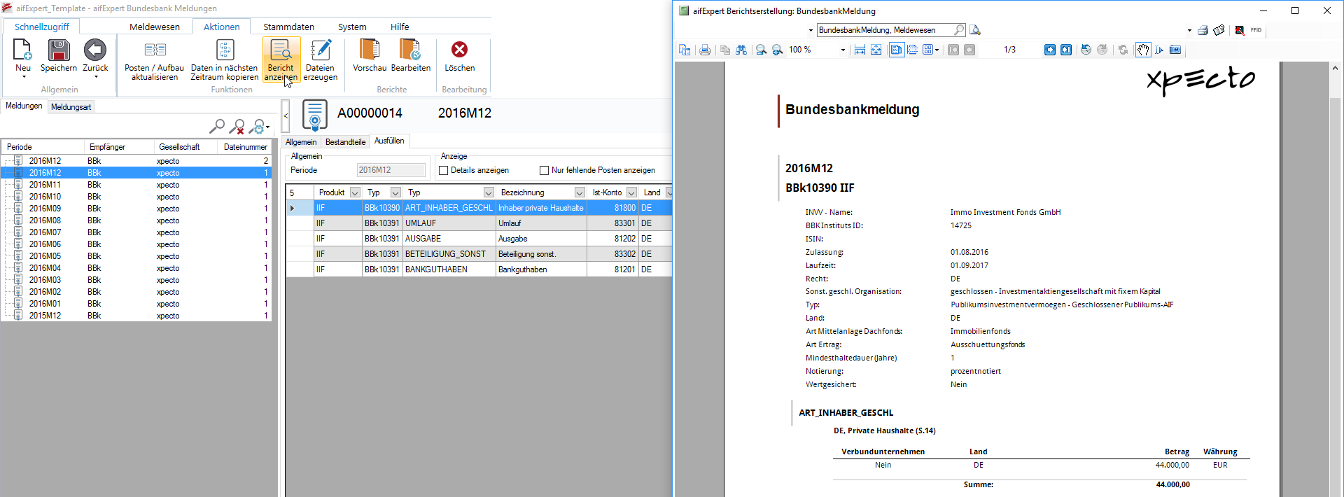 aifExpert_Template - aifExpert Bundesbank Meldungen
Schnellzugriff Meldewesen Aktionen Stammdaten System Hilfe
Neu Speichern Zurück
Posten / Aufbau aktualisieren
Daten in nächsten Zeitraum kopieren
Bericht anzeigen
Dateien erzeugen
Vorschau Bearbeiten Löschen
Allgemein Funktionen Berichte Bearbeitung
Meldungen Meldungsart
Periode Empfänger Gesellschaft Dateinummer
2016M12 BBk xpecto 2
2016M12 BBk xpecto 1
2016M11 BBk xpecto 1
2016M10 BBk xpecto 1
2016M09 BBk xpecto 1
2016M08 BBk xpecto 1
2016M07 BBk xpecto 1
2016M06 BBk xpecto 1
2016M05 BBk xpecto 1
2016M04 BBk xpecto 1
2016M03 BBk xpecto 1
2016M02 BBk xpecto 1
2016M01 BBk xpecto 1
2015M12 BBk xpecto 1
< A00000014 2016M12
Allgemein Bestandteile Ausfüllen
Allgemein Anzeige
Periode 2016M12 Details anzeigen Nur fehlende Posten anzeigen
5 Produkt Typ Typ Bezeichnung Ist-Konto Land
IIF BBk10390 ART_INHABER_GESCHL Inhaber private Haushalte 81800 DE
IIF BBk10391 UMLAUF Umlauf 83301 DE
IIF BBk10391 AUSGABE Ausgabe 81202 DE
IIF BBk10391 BETEILIGUNG_SONST Beteiligung sonst. 83302 DE
IIF BBk10391 BANKGUTHABEN Bankguthaben 81201 DE
aifExpert Berichtserstellung: BundesbankMeldung
BundesbankMeldung, Meldewesen
100 % 1/3
xpecto
Bundesbankmeldung
2016M12
BBk10390 IIF
INW - Name: Immo Investment Fonds GmbH
BBK Instituts ID: 14725
ISIN:
Zulassung: 01.08.2016
Laufzeit: 01.09.2017
Recht: DE
Sonst. geschl. Organisation: geschlossen - Investmentaktiengesellschaft mit fixem Kapital
Typ: Publikumsinvestmentvermoegen - Geschlossener Publikums-AIF
Land: DE
Art Mittelanlage Dachfonds: Immobilienfonds
Art Ertrag: Ausschuettungsfonds
Mindesthaltedauer (Jahre) 1
Notierung: prozentnotiert
Wertgesichert: Nein
ART_INHABER_GESCHL
DE, Private Haushalte (S.14)
Verbundunternehmen Land Betrag Währung
Nein DE 44.000,00 EUR
Summe: 44.000,00